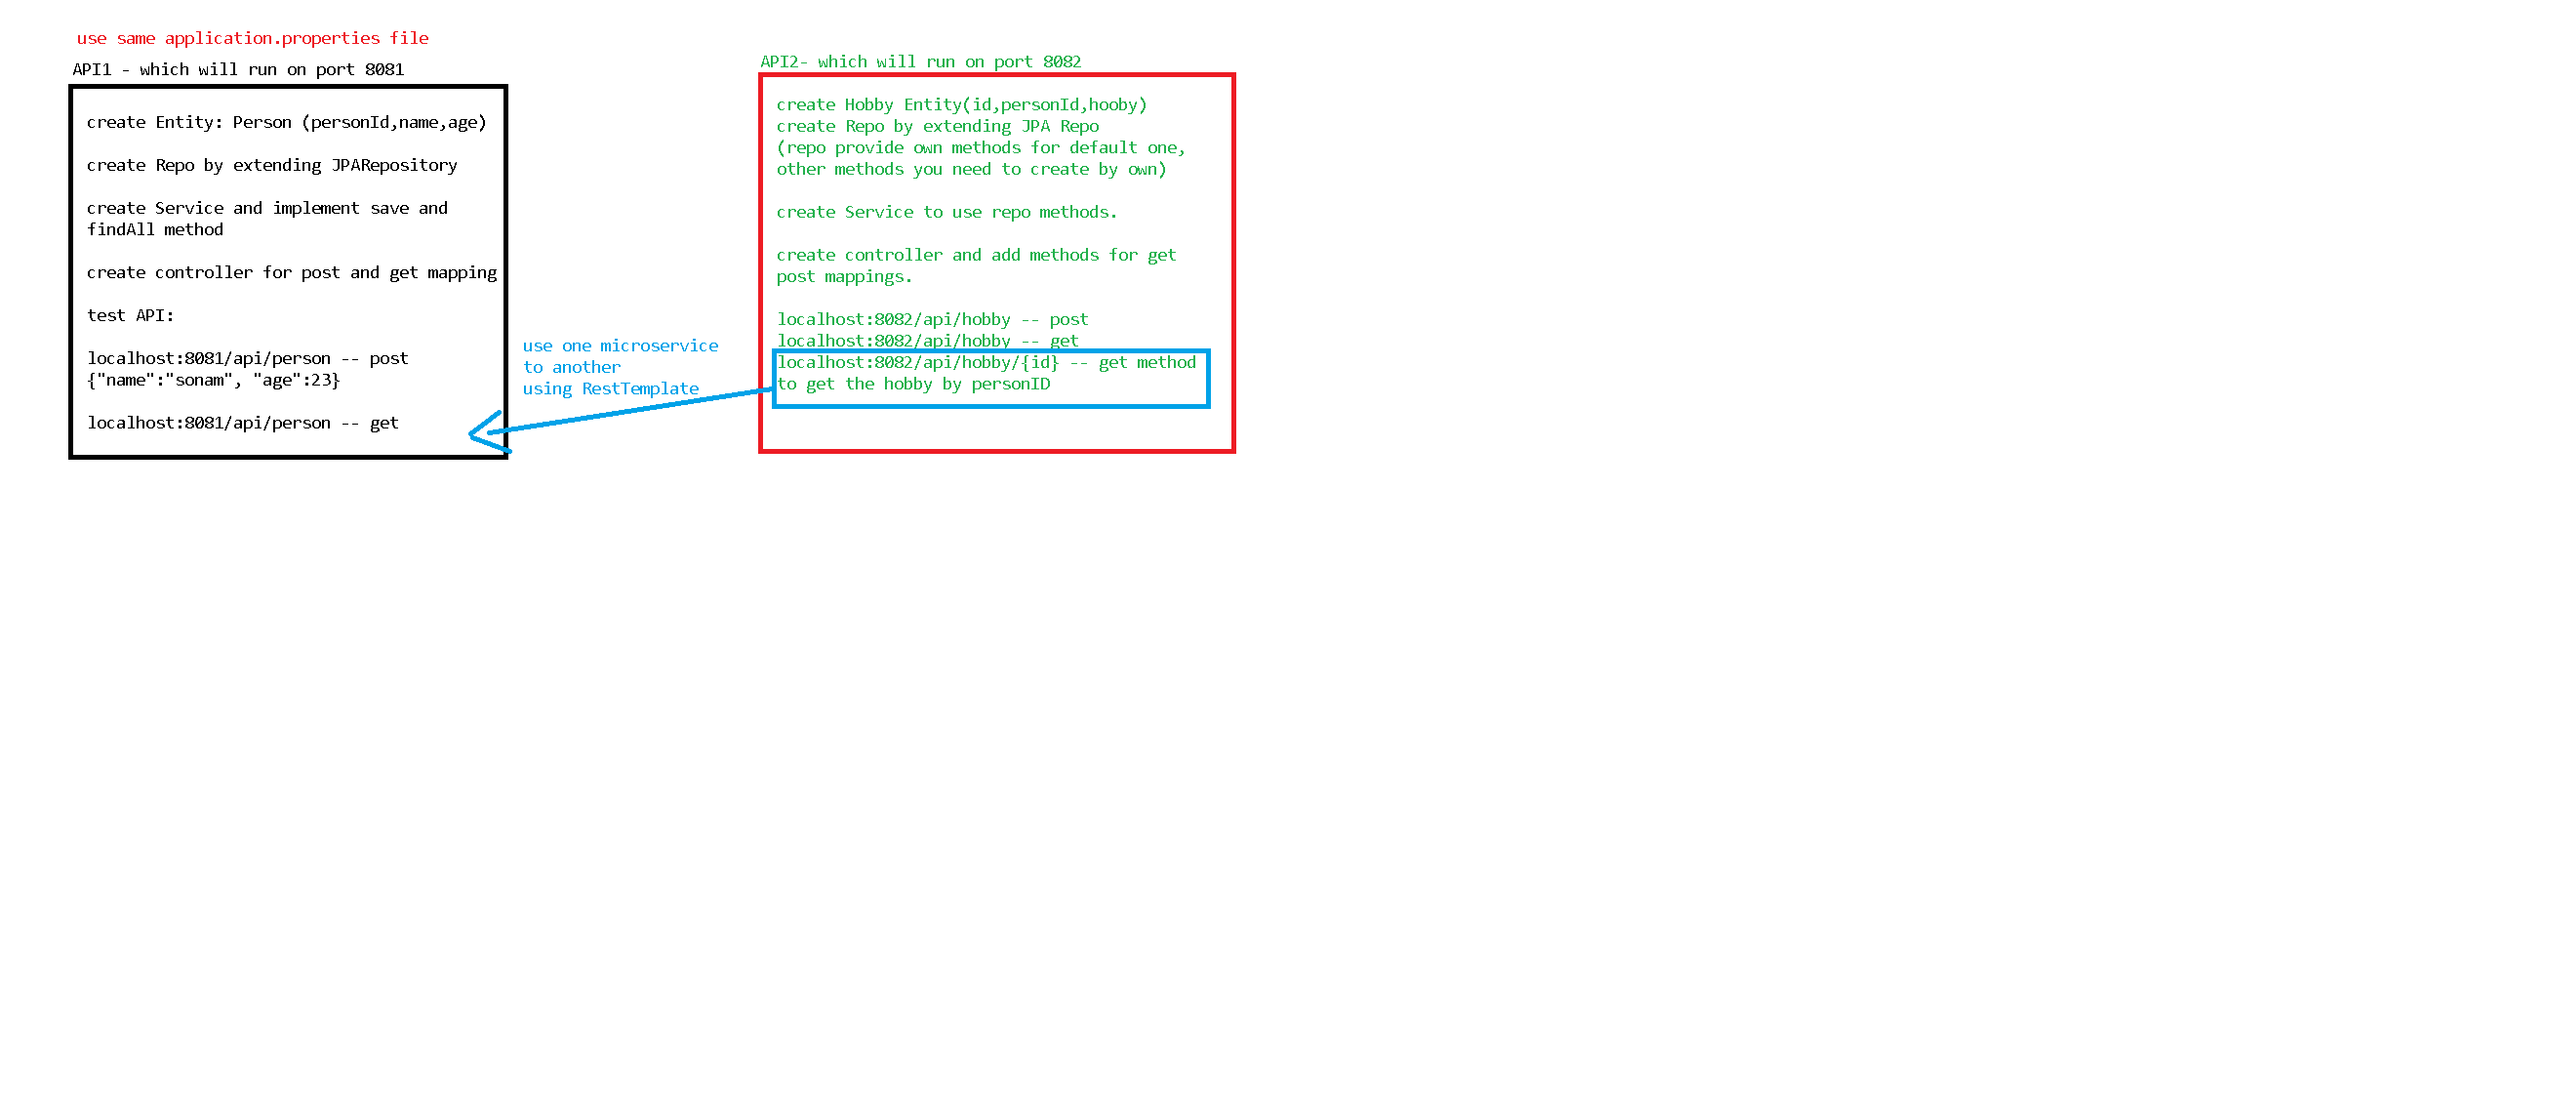 use same application.properties file
API1 - which will run on port 8081
create Entity: Person (personId,name,age)
create Repo by extending JPARepository
create Service and implement save and
findAll method
create controller for post and get mapping
test API:
localhost:8081/api/person -- post
{"name":"sonam", "age":23}
localhost:8081/api/person -- get
use one microservice
to another
using RestTemplate
API2- which will run on port 8082
create Hobby Entity(id,personId,hooby)
create Repo by extending JPA Repo
(repo provide own methods for default one,
other methods you need to create by own)
create Service to use repo methods.
create controller and add methods for get
post mappings.
localhost:8082/api/hobby -- post
localhost:8082/api/hobby -- get
localhost:8082/api/hobby/{id} -- get method
to get the hobby by personID